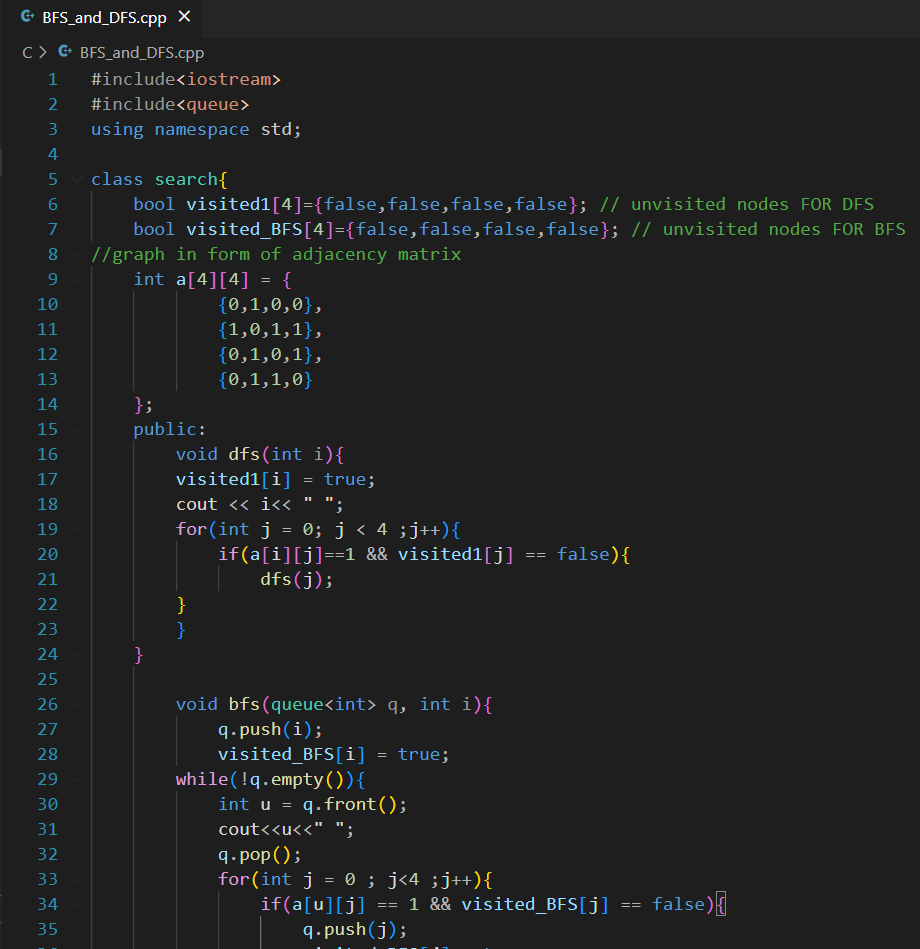 BFS_and_DFS.cpp ×
C > BFS_and_DFS.cpp
1 #include<iostream>
2 #include<queue>
3 using namespace std;
4
5 class search{
6 bool visited1[4]={false,false,false,false}; // unvisited nodes FOR DFS
7 bool visited_BFS[4]={false,false,false,false}; // unvisited nodes FOR BFS
8 //graph in form of adjacency matrix
9 int a[4][4] = {
10 {0,1,0,0},
11 {1,0,1,1},
12 {0,1,0,1},
13 {0,1,1,0}
14 };
15 public:
16 void dfs(int i){
17 visited1[i] = true;
18 cout << i<< " ";
19 for(int j = 0; j < 4 ;j++){
20 if(a[i][j]==1 && visited1[j] == false){
21 dfs(j);
22 }
23 }
24 }
25
26 void bfs(queue<int> q, int i){
27 q.push(i);
28 visited_BFS[i] = true;
29 while(!q.empty()){
30 int u = q.front();
31 cout<<u<<" ";
32 q.pop();
33 for(int j = 0 ; j<4 ;j++){
34 if(a[u][j] == 1 && visited_BFS[j] == false){
35 q.push(j);